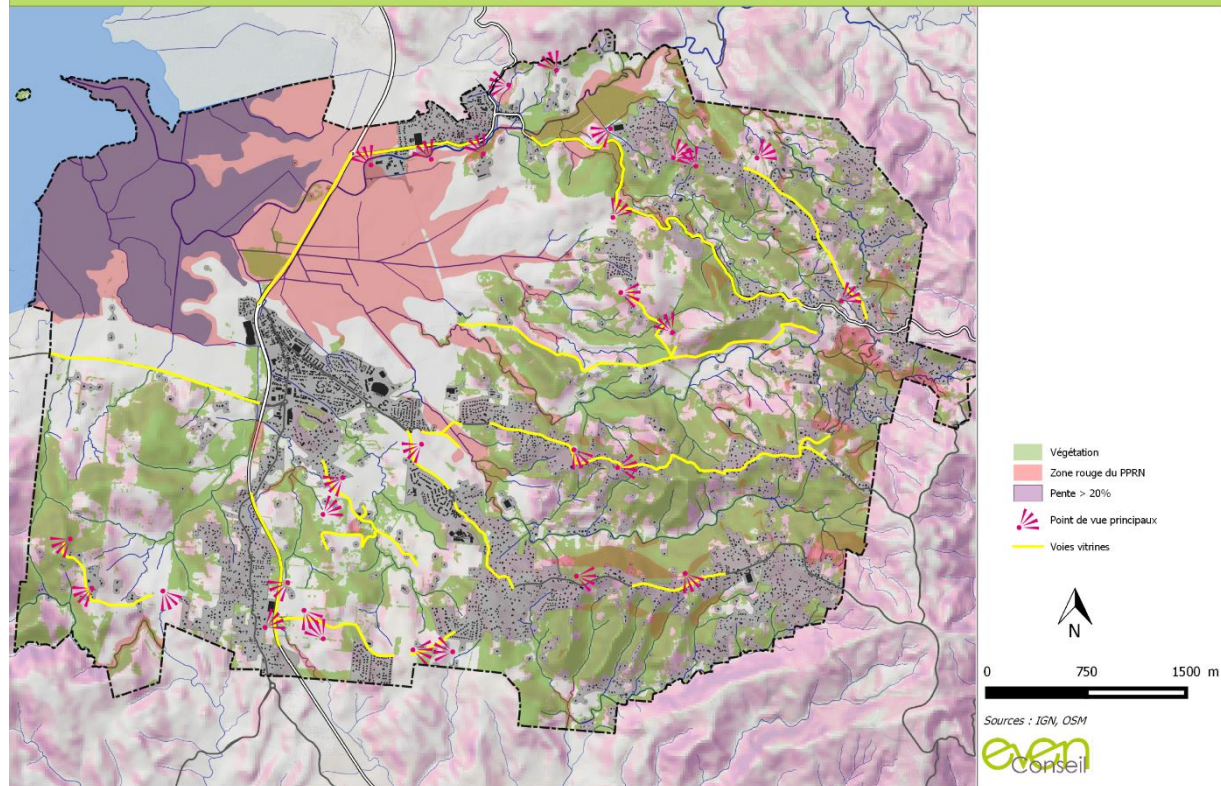 Végétation
Zone rouge du PPRN
Pente > 20%
Point de vue principaux
Voies vitrines
N
0 750 1500 m
Sources : IGN, OSM
even
Conseil